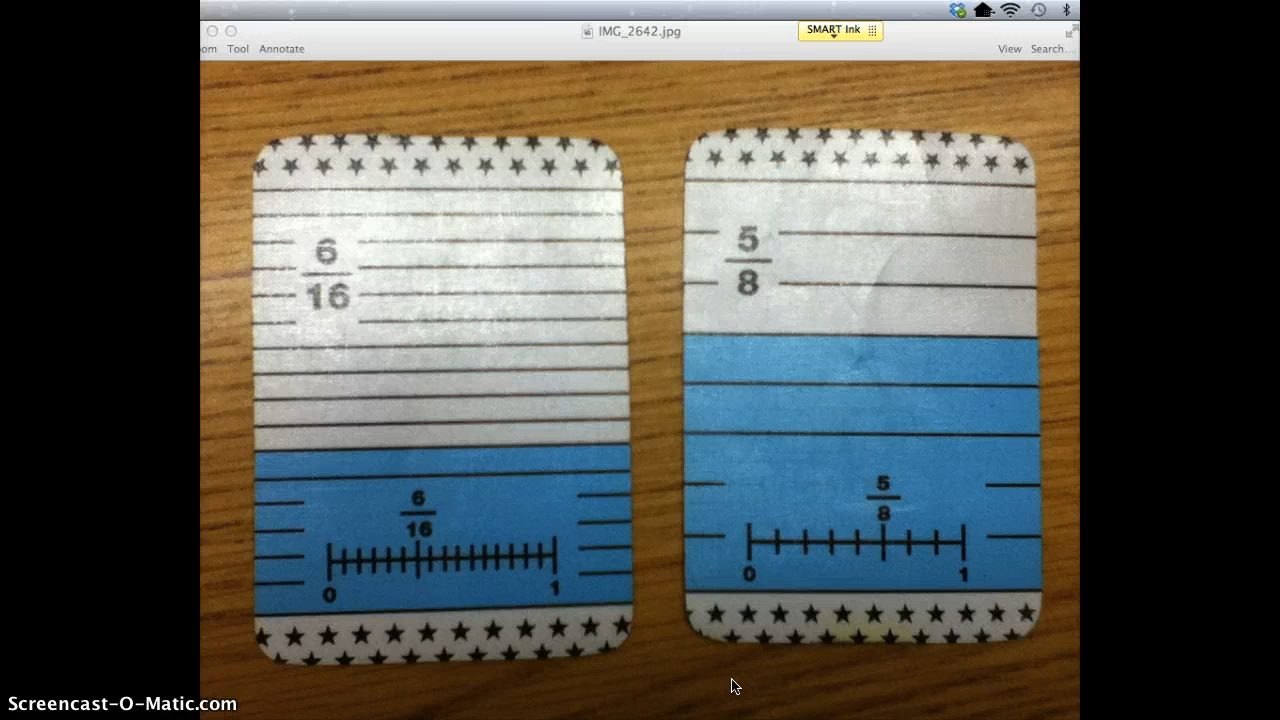 IMG_2642.jpg
SMART Ink
oom Tool Annotate View Search...
6
16
5
8
6
16
0 1
5
8
0 1
Screencast-O-Matic.com